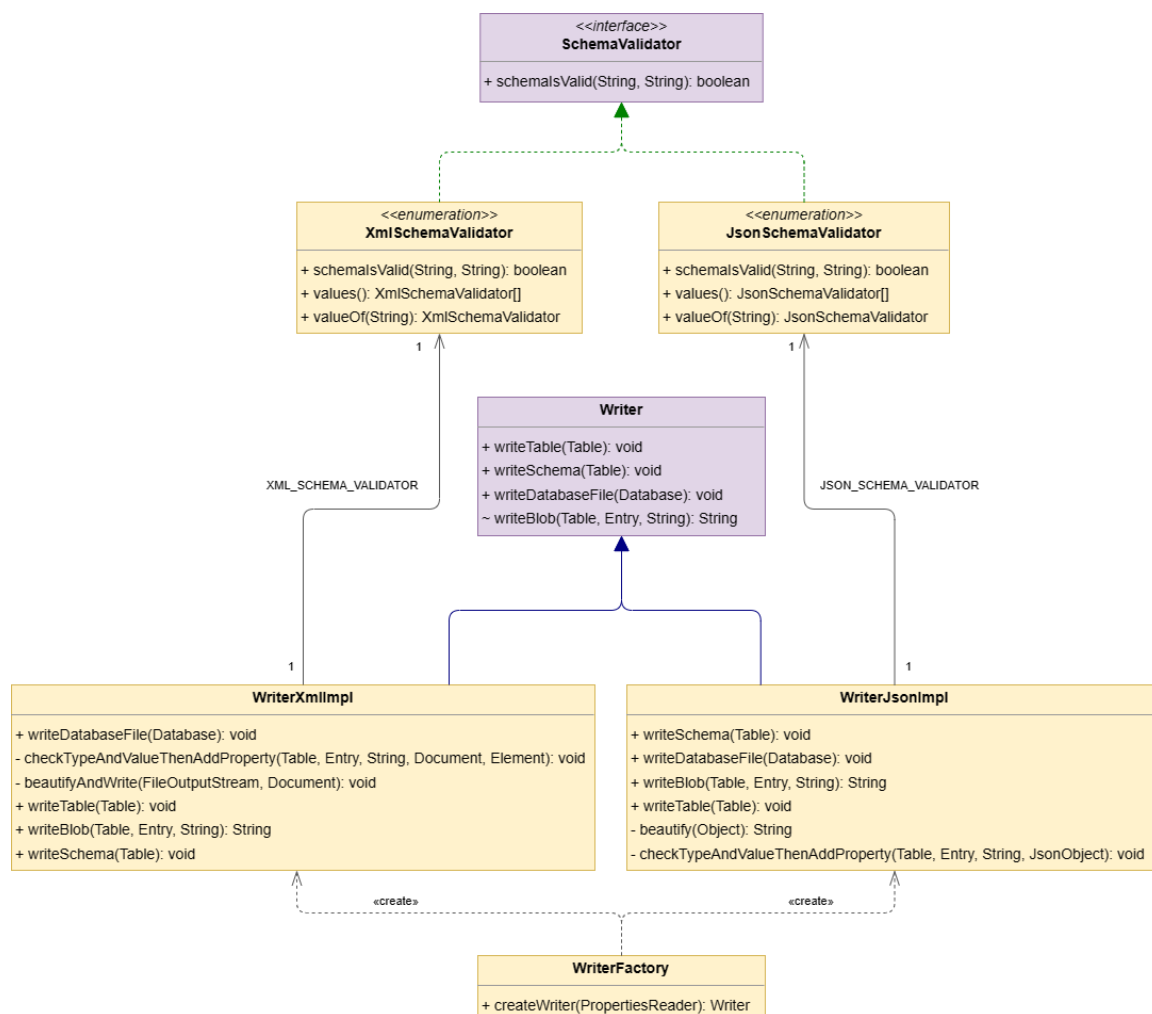 <<interface>>
SchemaValidator
+ schemaIsValid(String, String): boolean
<<enumeration>>
XmlSchemaValidator
+ schemaIsValid(String, String): boolean
+ values(): XmlSchemaValidator[]
+ valueOf(String): XmlSchemaValidator
<<enumeration>>
JsonSchemaValidator
+ schemaIsValid(String, String): boolean
+ values(): JsonSchemaValidator[]
+ valueOf(String): JsonSchemaValidator
1
1
Writer
+ writeTable(Table): void
+ writeSchema(Table): void
+ writeDatabaseFile(Database): void
~ writeBlob(Table, Entry, String): String
XML_SCHEMA_VALIDATOR
JSON_SCHEMA_VALIDATOR
1
1
WriterXmlImpl
+ writeDatabaseFile(Database): void
- checkTypeAndValueThenAddProperty(Table, Entry, String, Document, Element): void
- beautifyAndWrite(FileOutputStream, Document): void
+ writeTable(Table): void
+ writeBlob(Table, Entry, String): String
+ writeSchema(Table): void
WriterJsonImpl
+ writeSchema(Table): void
+ writeDatabaseFile(Database): void
+ writeBlob(Table, Entry, String): String
+ writeTable(Table): void
- beautify(Object): String
- checkTypeAndValueThenAddProperty(Table, Entry, String, JsonObject): void
«create»
«create»
WriterFactory
+ createWriter(PropertiesReader): Writer